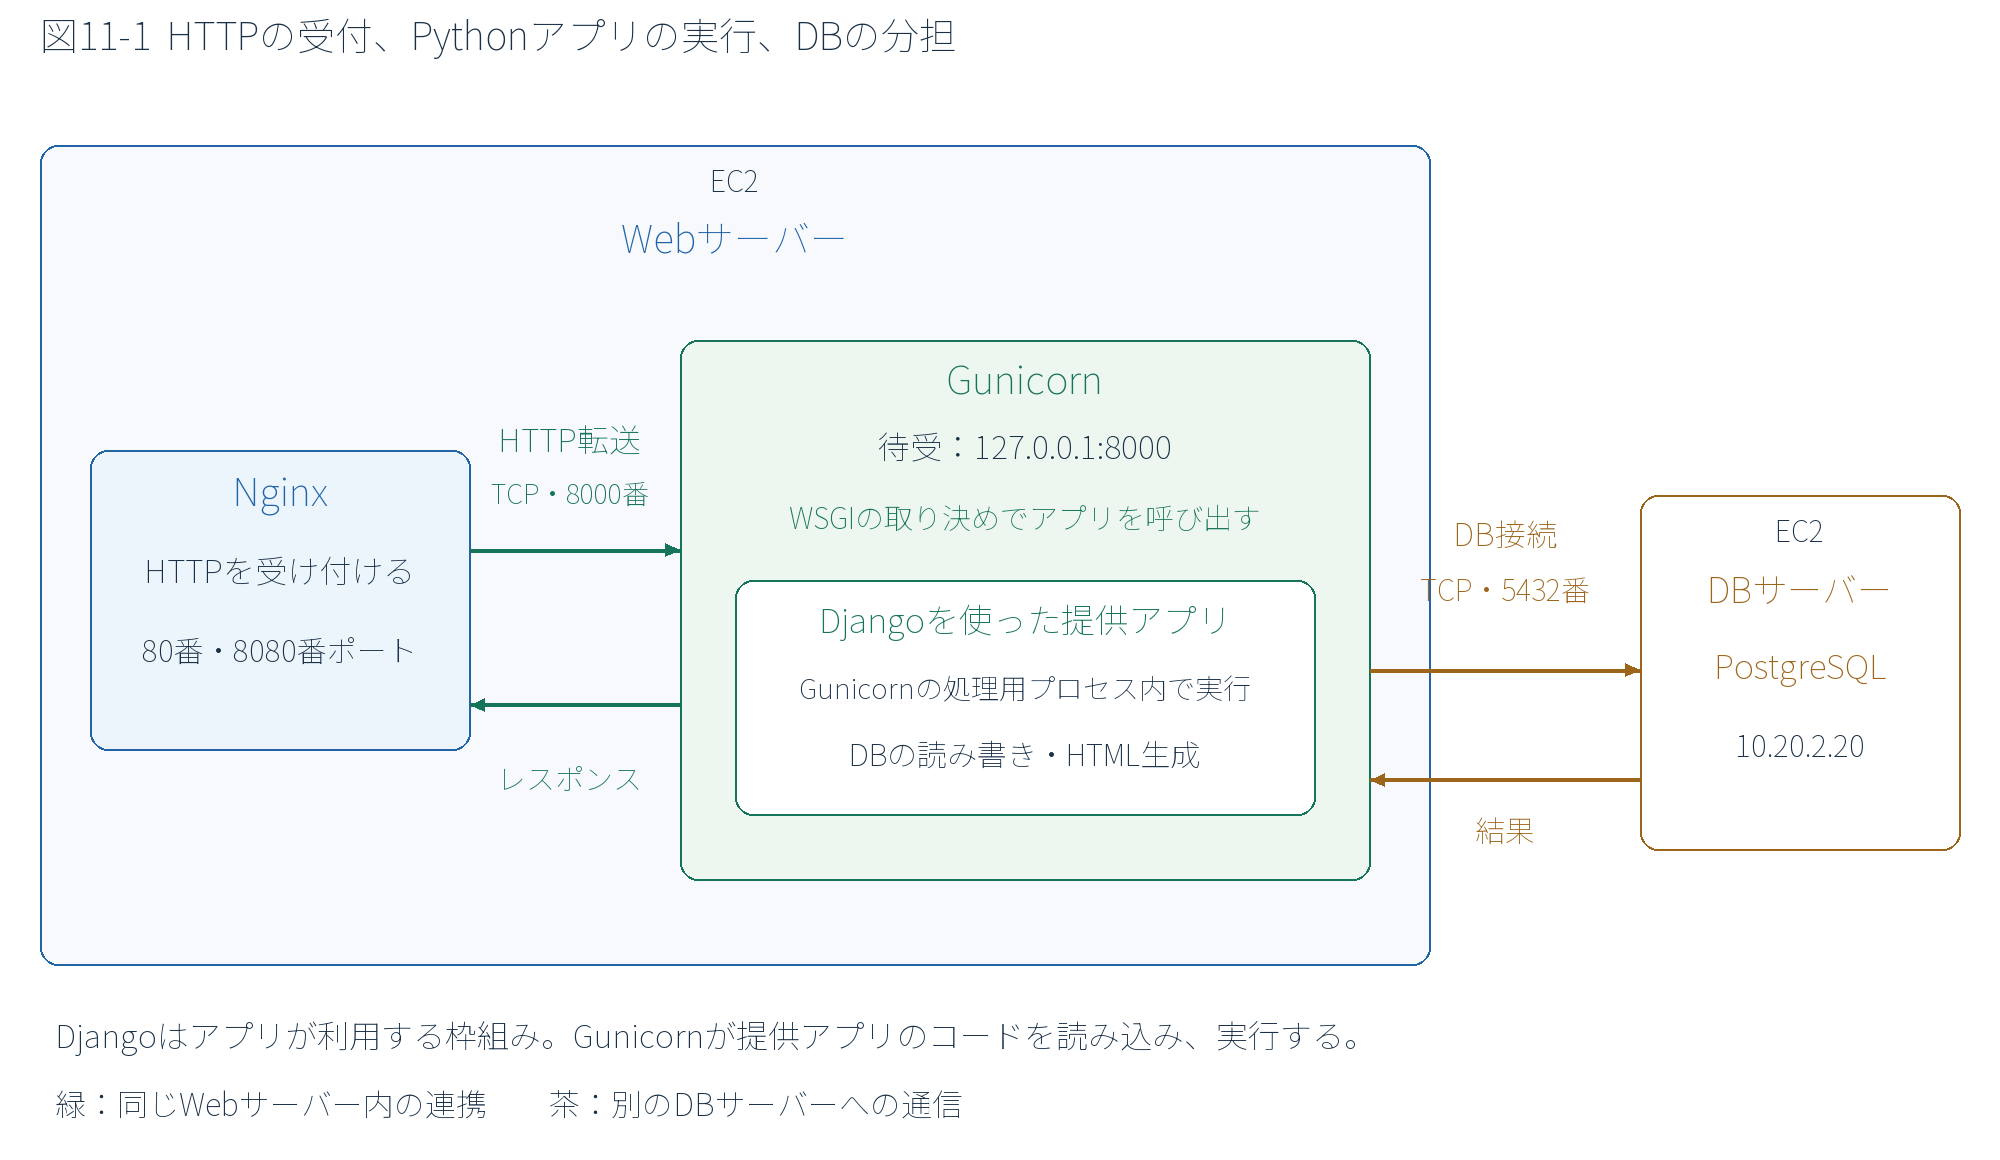 図11-1 HTTPの受付、Pythonアプリの実行、DBの分担
EC2
Webサーバー
Nginx
HTTPを受け付ける
80番・8080番ポート
HTTP転送
TCP・8000番
レスポンス
Gunicorn
待受：127.0.0.1:8000
WSGIの取り決めでアプリを呼び出す
Djangoを使った提供アプリ
Gunicornの処理用プロセス内で実行
DBの読み書き・HTML生成
DB接続
TCP・5432番
結果
EC2
DBサーバー
PostgreSQL
10.20.2.20
Djangoはアプリが利用する枠組み。Gunicornが提供アプリのコードを読み込み、実行する。
緑：同じWebサーバー内の連携　　茶：別のDBサーバーへの通信